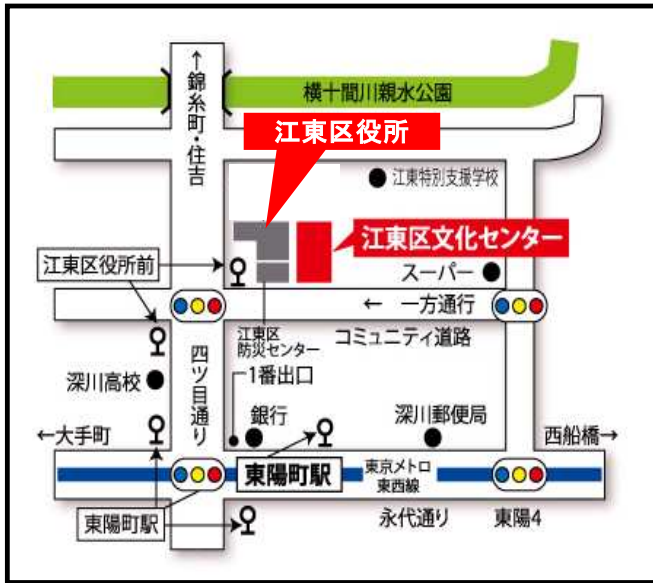 ↑錦糸町・住吉
横十間川親水公園
江東区役所
江東特別支援学校
江東区文化センター
江東区役所前
スーパー
← 一方通行
江東区
防災センター
コミュニティ道路
四ツ目通り
1番出口
深川高校
銀行
深川郵便局
←大手町
西船橋→
東陽町駅
東京メトロ
東西線
東陽町駅
永代通り
東陽4